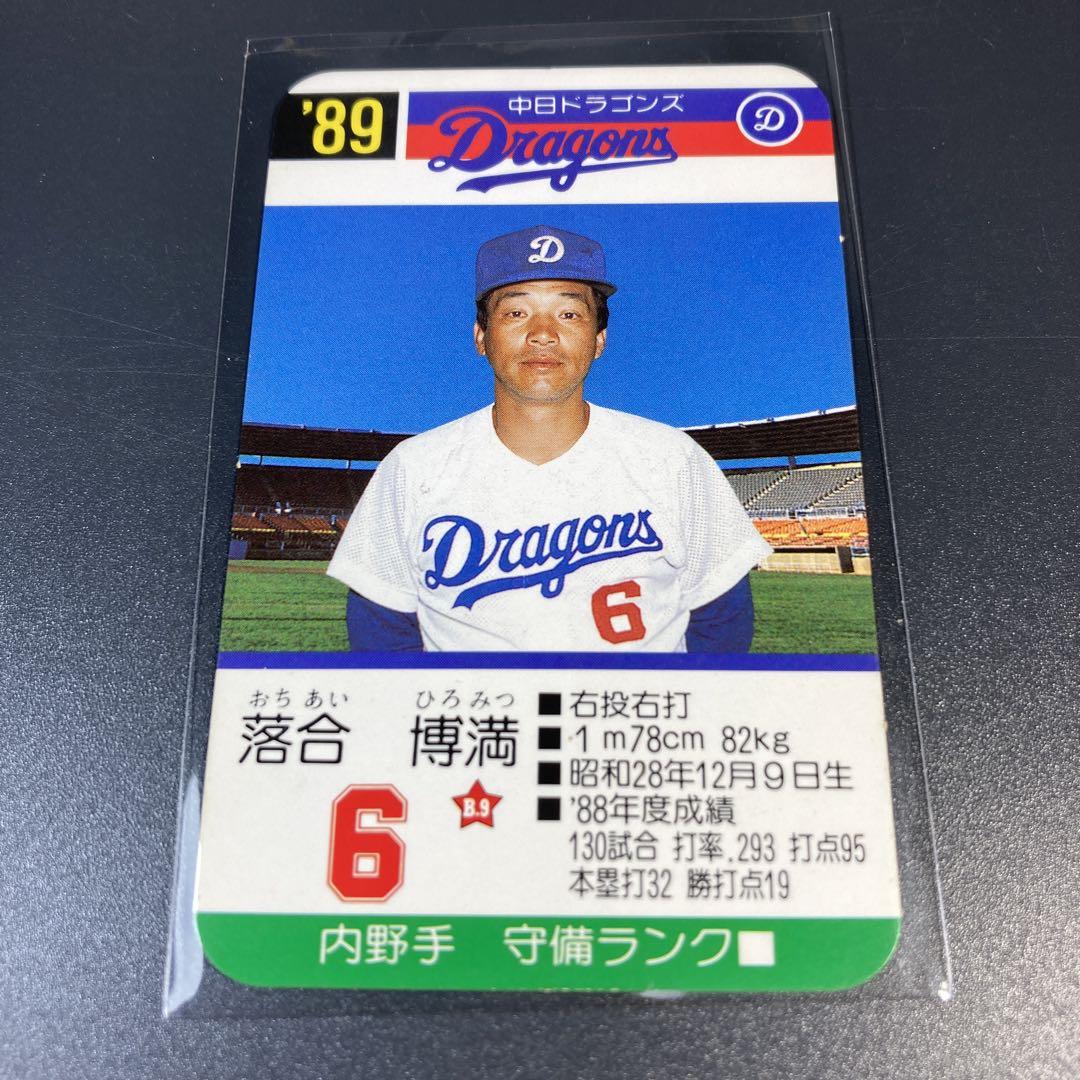 '89
中日ドラゴンズ
Dragons
D
D
Dragons
6
おち あい ひろ みつ
落合 博満
B.9
6
■右投右打
■1m78cm 82kg
■昭和28年12月9日生
■'88年度成績
130試合 打率.293 打点95
本塁打32 勝打点19
内野手 守備ランク■